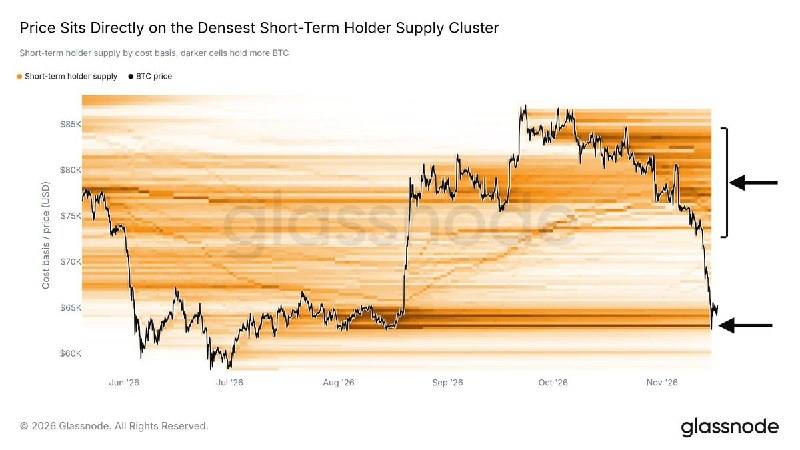 Price Sits Directly on the Densest Short-Term Holder Supply Cluster
Short-term holder supply by cost basis, darker cells hold more BTC
Short-term holder supply BTC price
Cost basis / price (USD)
$85K
$80K
$75K
$70K
$65K
$60K
glassnode
Jun '26 Jul '26 Aug '26 Sep '26 Oct '26 Nov '26
© 2026 Glassnode. All Rights Reserved.
glassnode